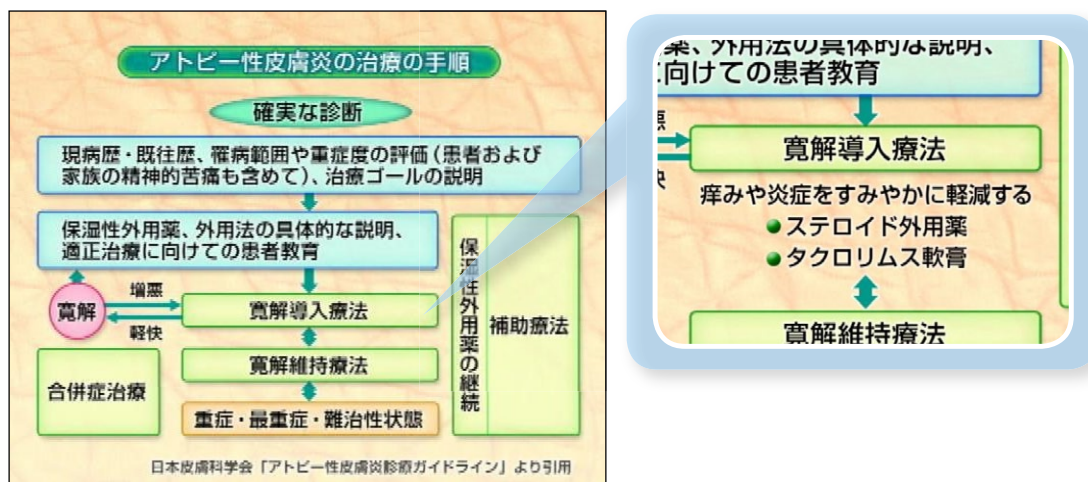 アトピー性皮膚炎の治療の手順
確実な診断
現病歴・既往歴、罹病範囲や重症度の評価(患者および
家族の精神的苦痛も含めて)、治療ゴールの説明
保湿性外用薬、外用法の具体的な説明、
適正治療に向けての患者教育
寛解
増悪
軽快
寛解導入療法
寛解維持療法
重症・最重症・難治性状態
合併症治療
保湿性外用薬の継続
補助療法
日本皮膚科学会「アトピー性皮膚炎診療ガイドライン」より引用
薬、外用法の具体的な説明、
に向けての患者教育
悪
快
寛解導入療法
痒みや炎症をすみやかに軽減する
●ステロイド外用薬
●タクロリムス軟膏
寛解維持療法